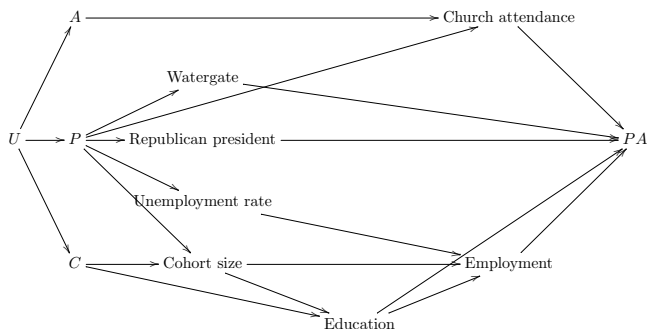 A
Church attendance
Watergate
U
P
Republican president
PA
Unemployment rate
C
Cohort size
Employment
Education